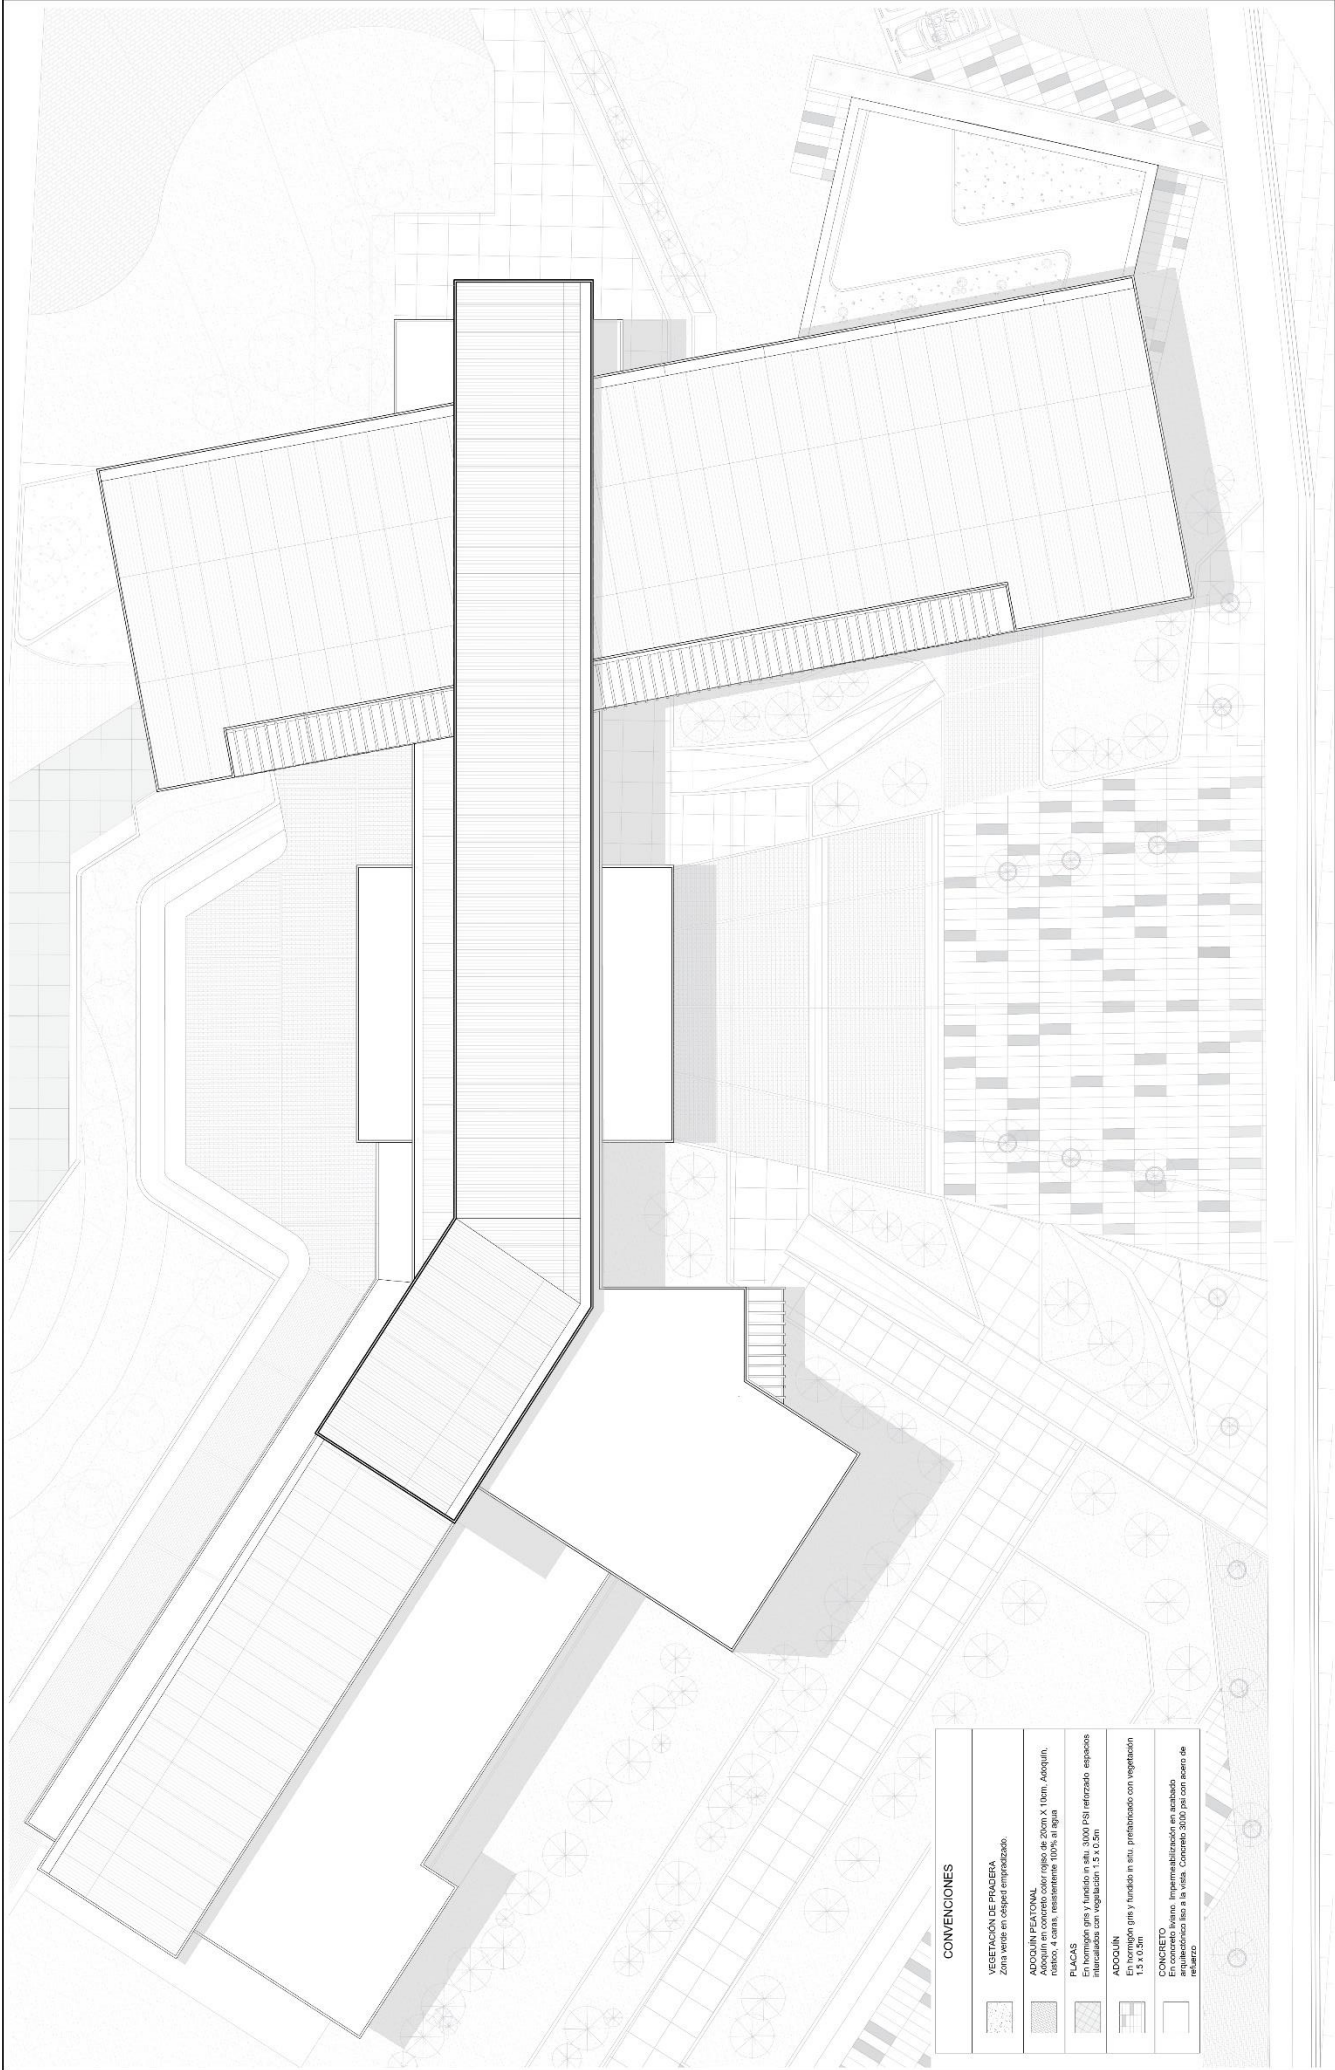 CONVENCIONES
VEGETACIÓN DE PRADERA
Zona verde en césped empradizado.
ADOQUÍN PEATONAL
Adoquín en concreto color rojiso de 20cm X 10cm, Adoquín,
rústico, 4 caras, resistentente 100% al agua
PLACAS
En hormigón gris y fundido in situ. 3000 PSI reforzado espacios
intercalados con vegetación 1.5 x 0.5m
ADOQUÍN
En hormigón gris y fundido in situ. prefabricado con vegetación
1.5 x 0.5m
CONCRETO
En concreto liviano. Impermeabilización en acabado
arquitectónico liso a la vista. Concreto 3000 psi con acero de
refuerzo